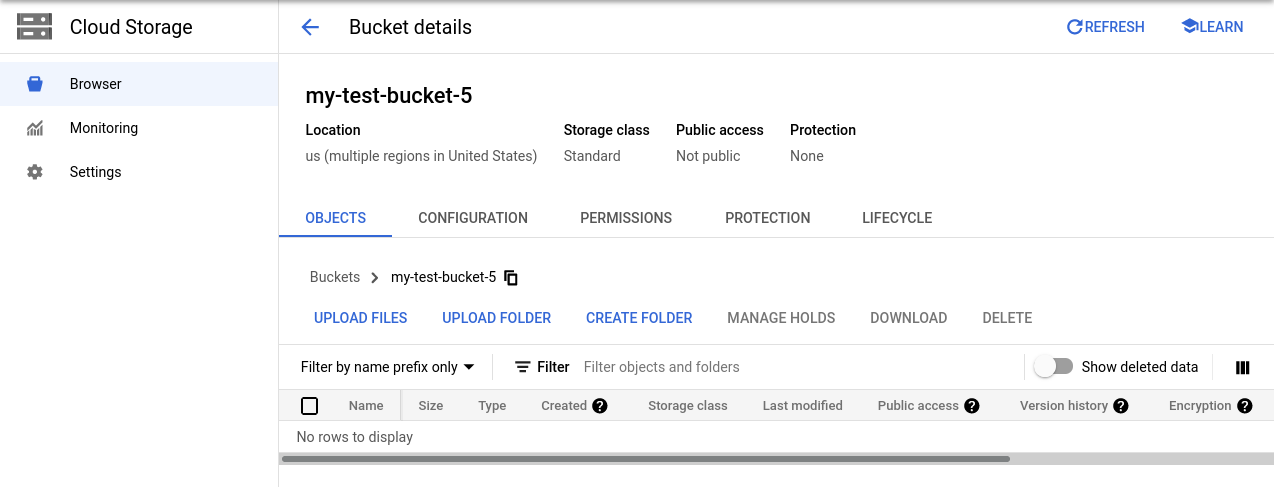 Cloud Storage
Bucket details
REFRESH
LEARN
Browser
Monitoring
Settings
my-test-bucket-5
Location Storage class Public access Protection
us (multiple regions in United States) Standard Not public None
OBJECTS CONFIGURATION PERMISSIONS PROTECTION LIFECYCLE
Buckets > my-test-bucket-5
UPLOAD FILES UPLOAD FOLDER CREATE FOLDER MANAGE HOLDS DOWNLOAD DELETE
Filter by name prefix only Filter Filter objects and folders Show deleted data
Name Size Type Created ? Storage class Last modified Public access ? Version history ? Encryption ?
No rows to display